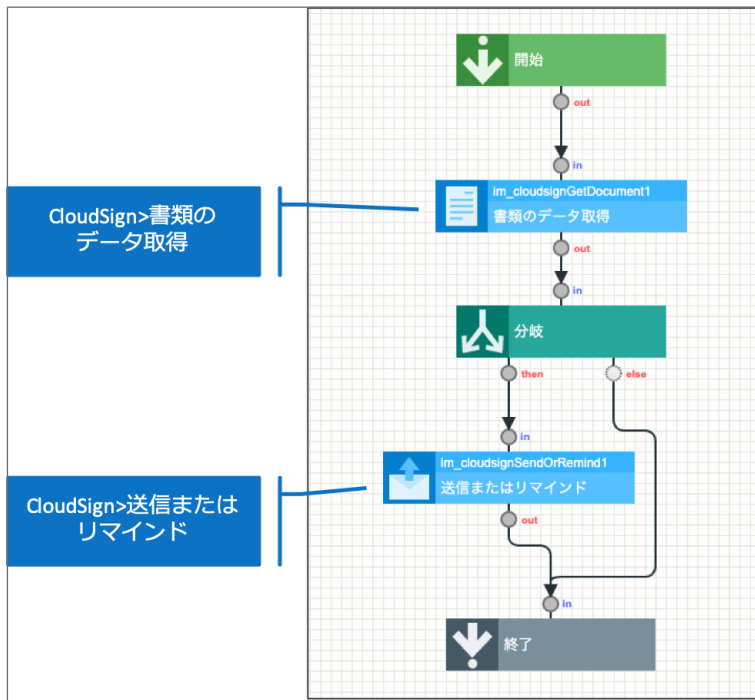 開始
out
in
im_cloudsignGetDocument1
書類のデータ取得
CloudSign>書類の
データ取得
out
in
分岐
then
else
in
im_cloudsignSendOrRemind1
送信またはリマインド
CloudSign>送信または
リマインド
out
in
終了